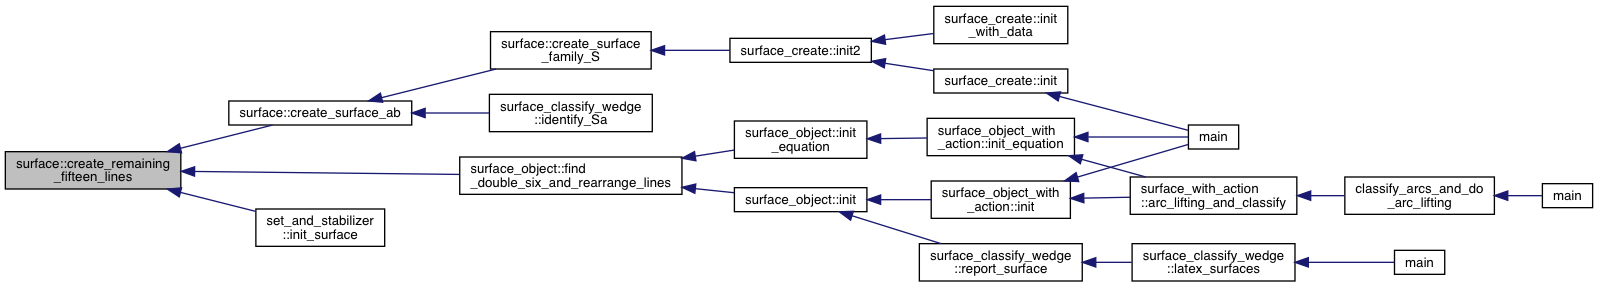 surface::create_remaining
_fifteen_lines
surface::create_surface_ab
surface::create_surface
_family_S
surface_create::init2
surface_create::init
_with_data
surface_create::init
main
surface_classify_wedge
::identify_Sa
surface_object::find
_double_six_and_rearrange_lines
surface_object::init
_equation
surface_object_with
_action::init_equation
surface_with_action
::arc_lifting_and_classify
classify_arcs_and_do
_arc_lifting
main
surface_object::init
surface_object_with
_action::init
surface_classify_wedge
::report_surface
surface_classify_wedge
::latex_surfaces
main
set_and_stabilizer
::init_surface